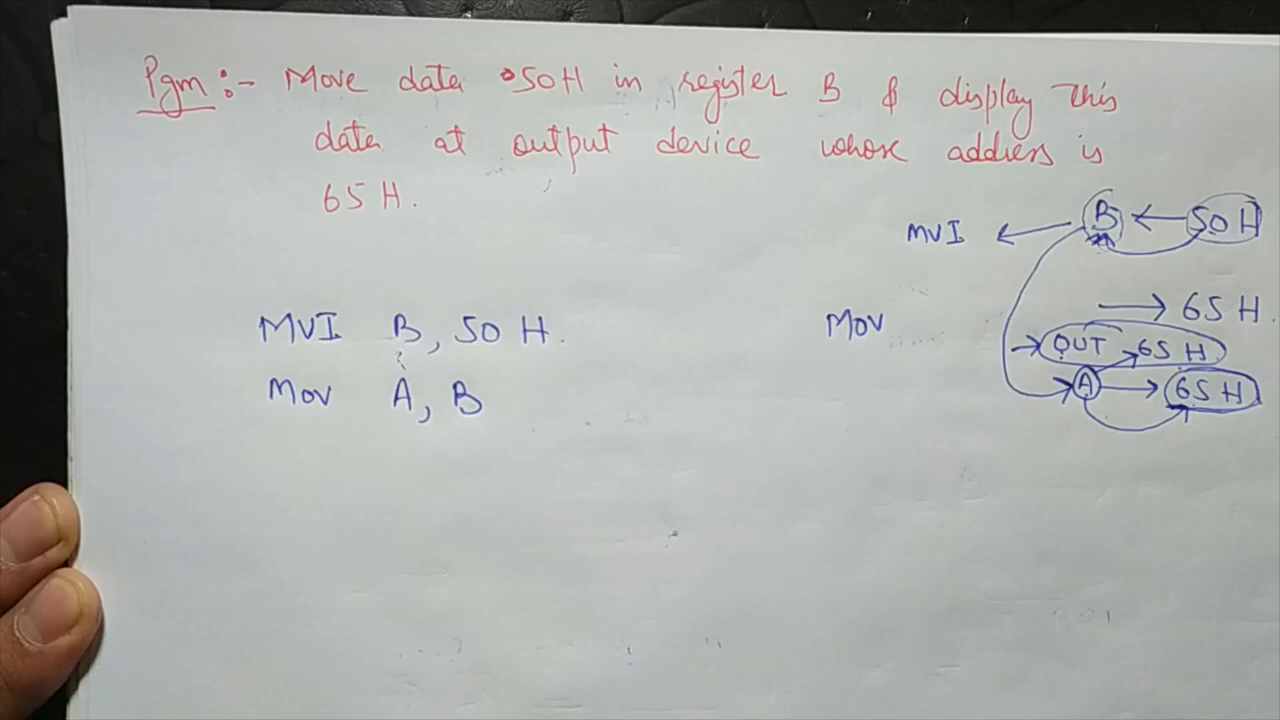 Pgm :- Move data 50H in register B & display this
data at output device whose address is
65 H.
MVI ← B ← 50 H
MVI B, 50 H.
Mov A, B
Mov
→ 65 H.
→ OUT 65 H
A → 65 H